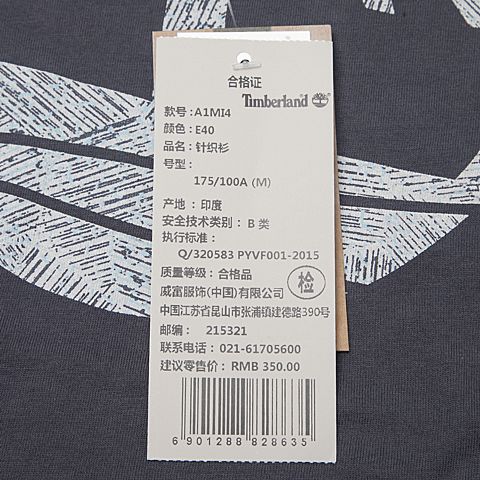 合格证
Timberland
款号：A1MI4
颜色：E40
品名：针织衫
号型：
175/100A (M)
产地：印度
安全技术类别：B 类
执行标准：
Q/320583 PYVF001-2015
质量等级：合格品
检
威富服饰(中国)有限公司
中国江苏省昆山市张浦镇建德路390号
邮编： 215321
联系电话：021-61705600
建议零售价：RMB 350.00
6 901288 828635